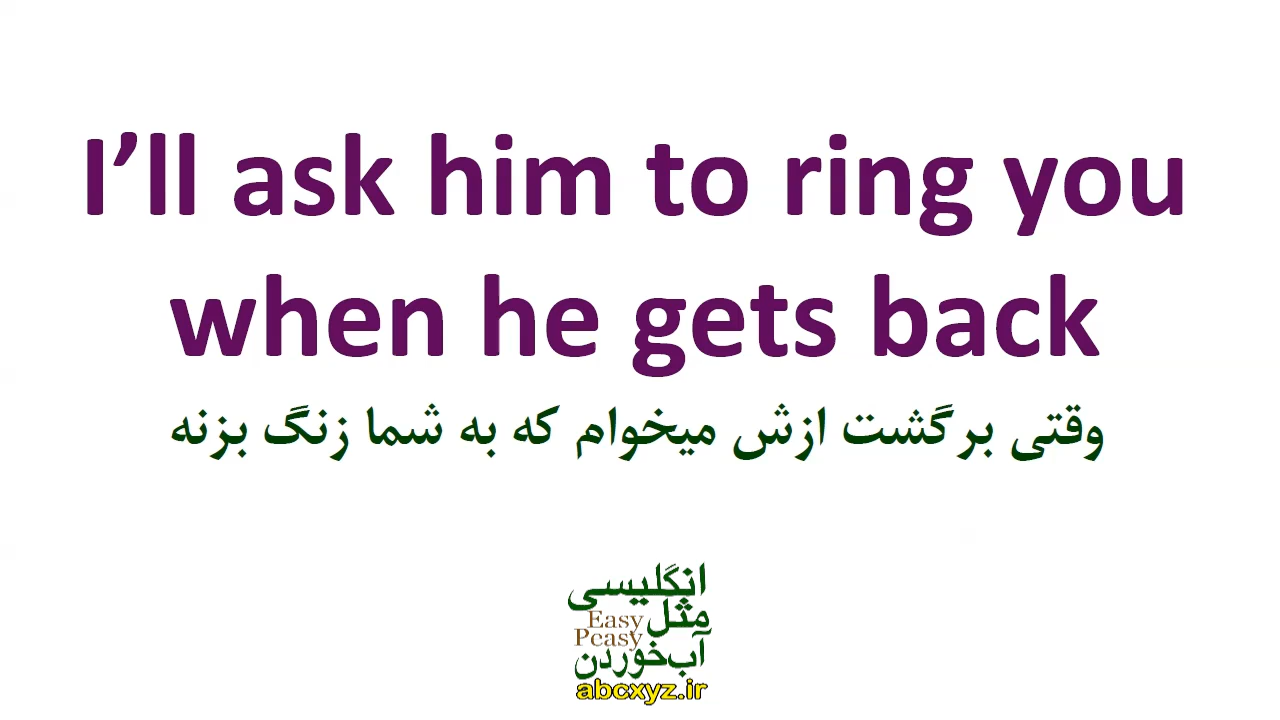 I’ll ask him to ring you
when he gets back
وقتی برگشت ازش میخوام که به شما زنگ بزنه
انگلیسی
مثل
Easy
Peasy
آب‌خوردن
abcxyz.ir